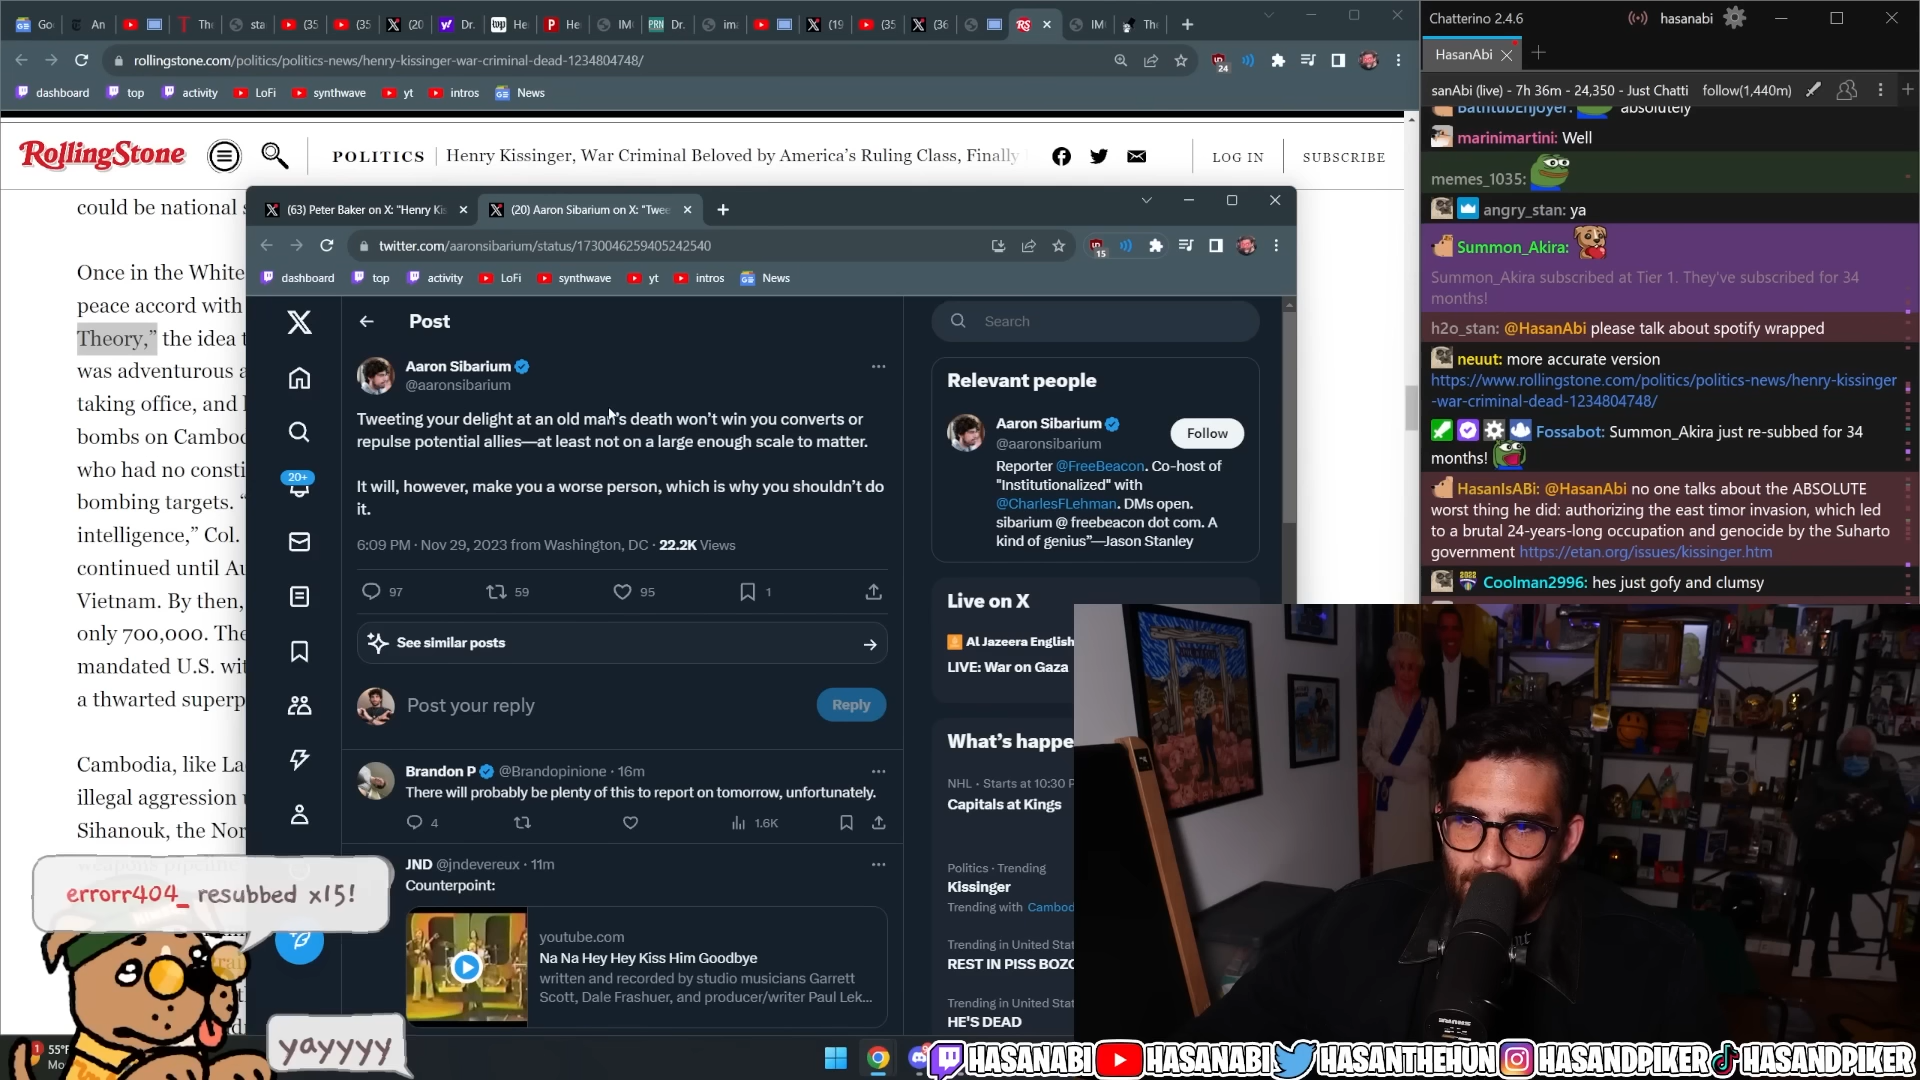 rollingstone.com/politics/politics-news/henry-kissinger-war-criminal-dead-1234804748/
24
dashboard top activity LoFi synthwave yt intros News
RollingStone
POLITICS Henry Kissinger, War Criminal Beloved by America's Ruling Class, Finally
LOG IN SUBSCRIBE
could be national
Once in the White
peace accord with
Theory," the idea
was adventurous
taking office, and
bombs on
who had no
bombing targets.
intelligence," Col.
continued until
Vietnam. By then,
only 700,000.
mandated U.S.
a thwarted
Cambodia, like
illegal aggression
Sihanouk, the
(63) Peter Baker on X: "Henry
(20) Aaron Sibarium on X: "Twee
twitter.com/aaronsibarium/status/1730046259405242540
15
dashboard top activity LoFi synthwave yt intros News
Post
Aaron Sibarium
@aaronsibarium
Tweeting your delight at an old man's death won't win you converts or
repulse potential allies—at least not on a large enough scale to matter.
It will, however, make you a worse person, which is why you shouldn't do
it.
6:09 PM · Nov 29, 2023 from Washington, DC · 22.2K Views
97 59 95 1
See similar posts
Post your reply
Reply
20+
Brandon P @Brandopinione · 16m
There will probably be plenty of this to report on tomorrow, unfortunately.
4 1.6K
JND @jndevereux · 11m
Counterpoint:
youtube.com
Na Na Hey Hey Kiss Him Goodbye
written and recorded by studio musicians Garrett
Scott, Dale Frashuer, and producer/writer Paul Lek...
Search
Relevant people
Aaron Sibarium
@aaronsibarium
Follow
Reporter @FreeBeacon. Co-host of
"Institutionalized" with
@CharlesFLehman. DMs open.
sibarium @ freebeacon dot com. A
kind of genius"—Jason Stanley
Live on X
Al Jazeera English
LIVE: War on Gaza
What's happe
NHL · Starts at 10:30 P
Capitals at Kings
Politics · Trending
Kissinger
Trending with Cambod
Trending in United Stat
REST IN PISS BOZO
Trending in United Stat
HE'S DEAD
Chatterino 2.4.6
hasanabi
HasanAbi
sanAbi (live) - 7h 36m - 24,350 - Just Chatti follow(1,440m)
BathtubEnjoyer: absolutely
marinimartini: Well
memes_1035:
angry_stan: ya
Summon_Akira:
Summon_Akira subscribed at Tier 1. They've subscribed for 34
months!
h2o_stan: @HasanAbi please talk about spotify wrapped
neuut: more accurate version
https://www.rollingstone.com/politics/politics-news/henry-kissinger
-war-criminal-dead-1234804748/
Fossabot: Summon_Akira just re-subbed for 34
months!
HasanIsABi: @HasanAbi no one talks about the ABSOLUTE
worst thing he did: authorizing the east timor invasion, which led
to a brutal 24-years-long occupation and genocide by the Suharto
government https://etan.org/issues/kissinger.htm
Coolman2996: hes just gofy and clumsy
errorr404_ resubbed x15!
yayyyy
1
55°F
HASANABI HASANABI HASANTHEHUN HASANDPIKER HASANDPIKER